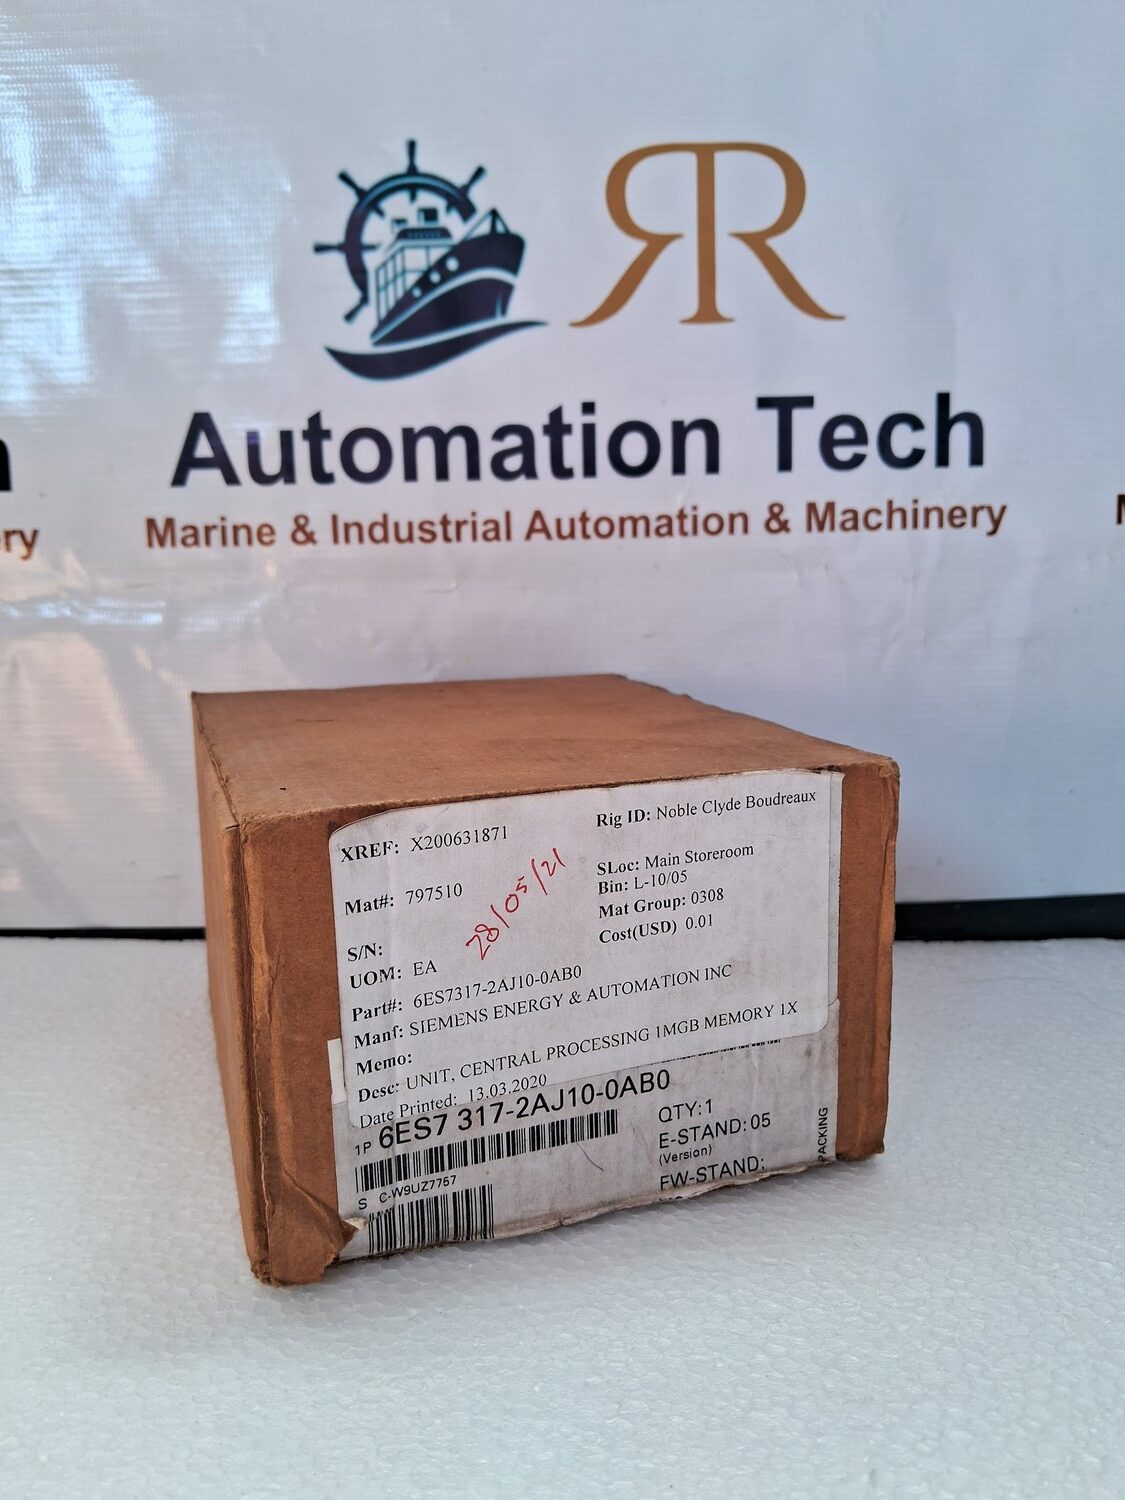 RR
Automation Tech
Marine & Industrial Automation & Machinery
ry
XREF: X200631871
Rig ID: Noble Clyde Boudreaux
Mat#: 797510
28/05/21
SLoc: Main Storeroom
Bin: L-10/05
Mat Group: 0308
Cost(USD) 0.01
S/N:
UOM: EA
Part#: 6ES7317-2AJ10-0AB0
Manf: SIEMENS ENERGY & AUTOMATION INC
Memo:
Desc: UNIT, CENTRAL PROCESSING 1MGB MEMORY 1X
Date Printed: 13.03.2020
1P 6ES7 317-2AJ10-0AB0
S C-W9UZ7757
QTY: 1
E-STAND: 05
(Version)
FW-STAND:
PACKING